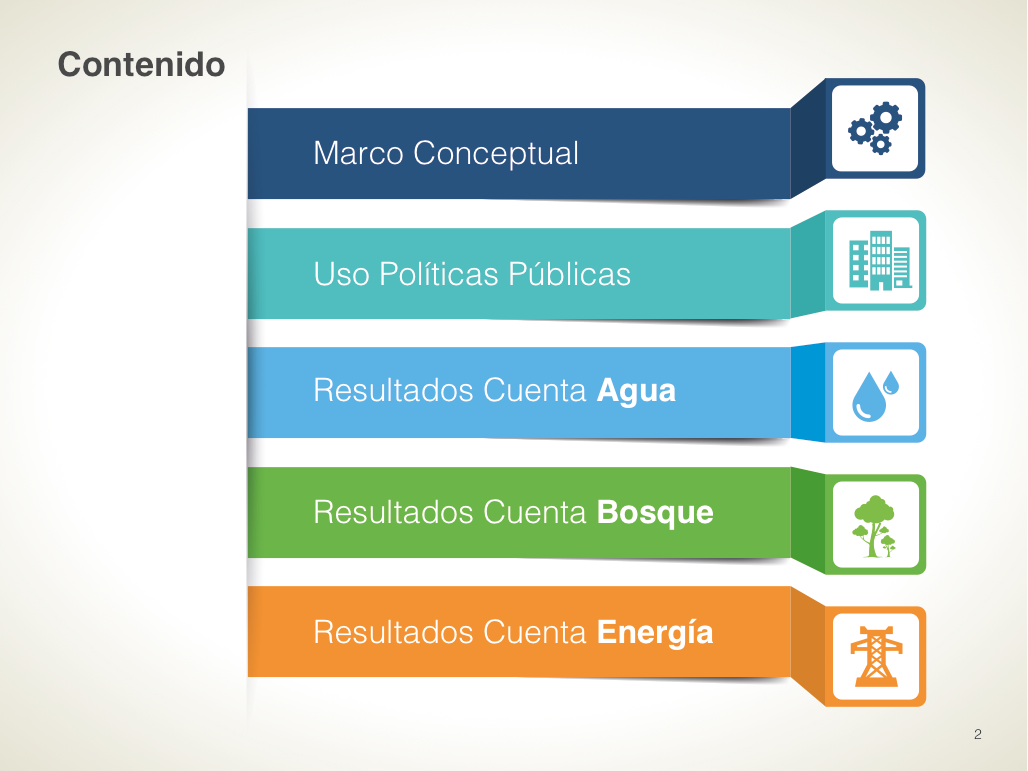 Contenido
Marco Conceptual
Uso Políticas Públicas
Resultados Cuenta Agua
Resultados Cuenta Bosque
Resultados Cuenta Energía
2